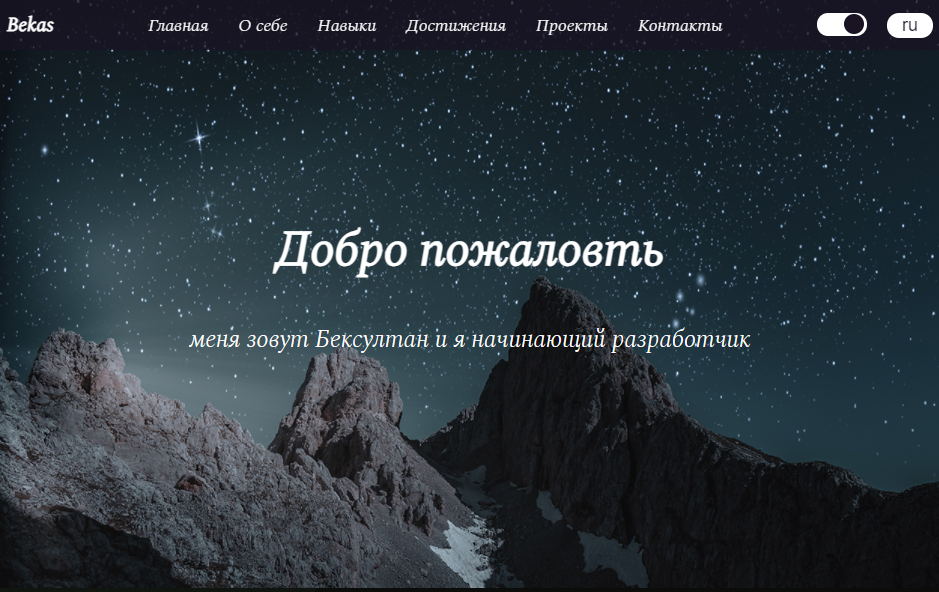 Bekas Главная О себе Навыки Достижения Проекты Контакты ru
Добро пожаловть
меня зовут Бексултан и я начинающий разработчик